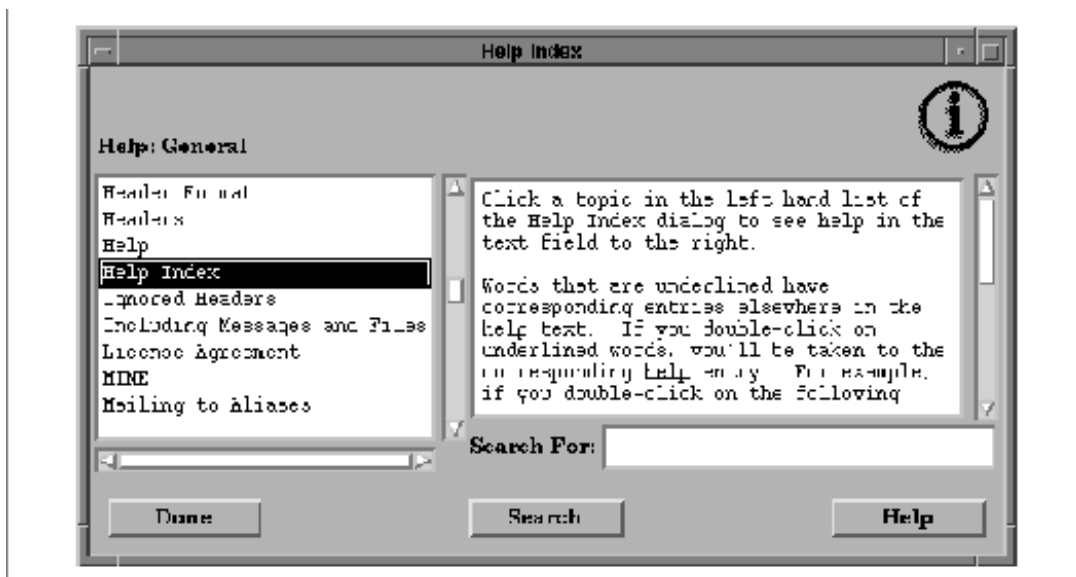 Help Index
Help: General
Header Format
Headers
Help
Help Index
Ignored Headers
Including Messages and Files
License Agreement
MIME
Mailing to Aliases
Click a topic in the left hand list of
the Help Index dialog to see help in the
text field to the right.
Words that are underlined have
corresponding entries elsewhere in the
help text. If you double-click on
underlined words, you'll be taken to the
corresponding help entry. For example,
if you double-click on the following
Search For:
Done
Search
Help